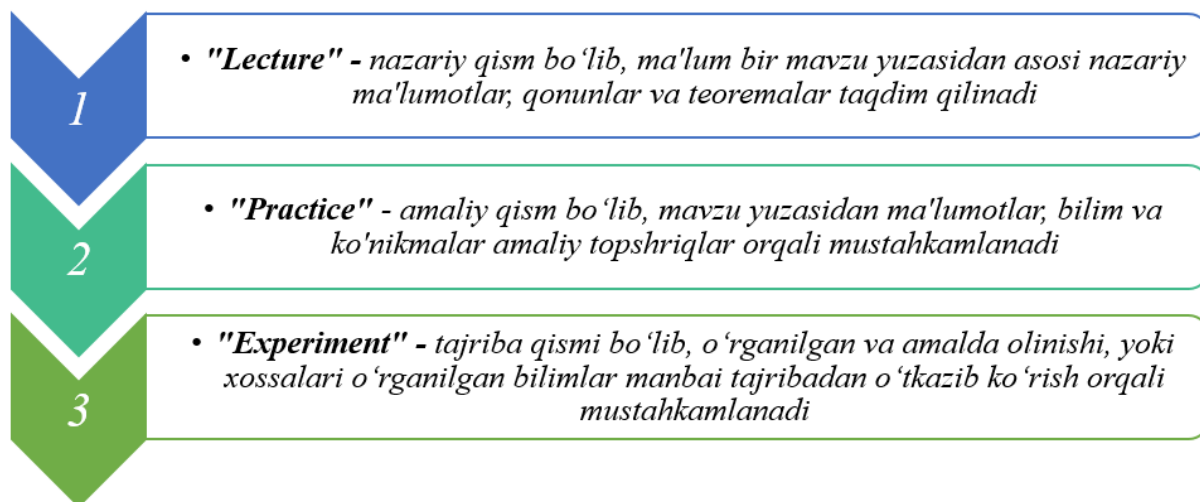 1
• "Lecture" - nazariy qism bo‘lib, ma'lum bir mavzu yuzasidan asosi nazariy
ma'lumotlar, qonunlar va teoremalar taqdim qilinadi
2
• "Practice" - amaliy qism bo‘lib, mavzu yuzasidan ma'lumotlar, bilim va
ko'nikmalar amaliy topshriqlar orqali mustahkamlanadi
3
• "Experiment" - tajriba qismi bo‘lib, o‘rganilgan va amalda olinishi, yoki
xossalari o‘rganilgan bilimlar manbai tajribadan o‘tkazib ko‘rish orqali
mustahkamlanadi